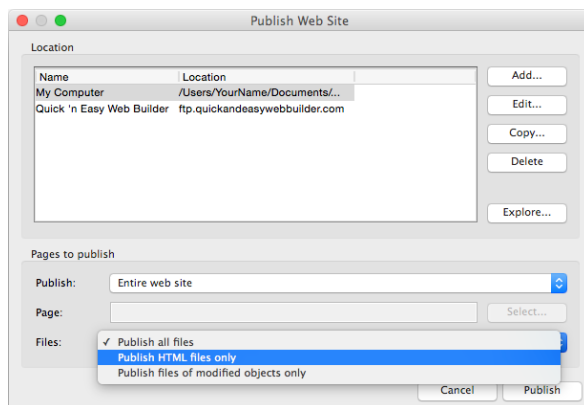 Publish Web Site
Location
Name Location
My Computer /Users/YourName/Documents/...
Quick 'n Easy Web Builder ftp.quickandeasywebbuilder.com
Add...
Edit...
Copy...
Delete
Explore...
Pages to publish
Publish: Entire web site
Page: Select...
Files: ✓ Publish all files
Publish HTML files only
Publish files of modified objects only
Cancel Publish